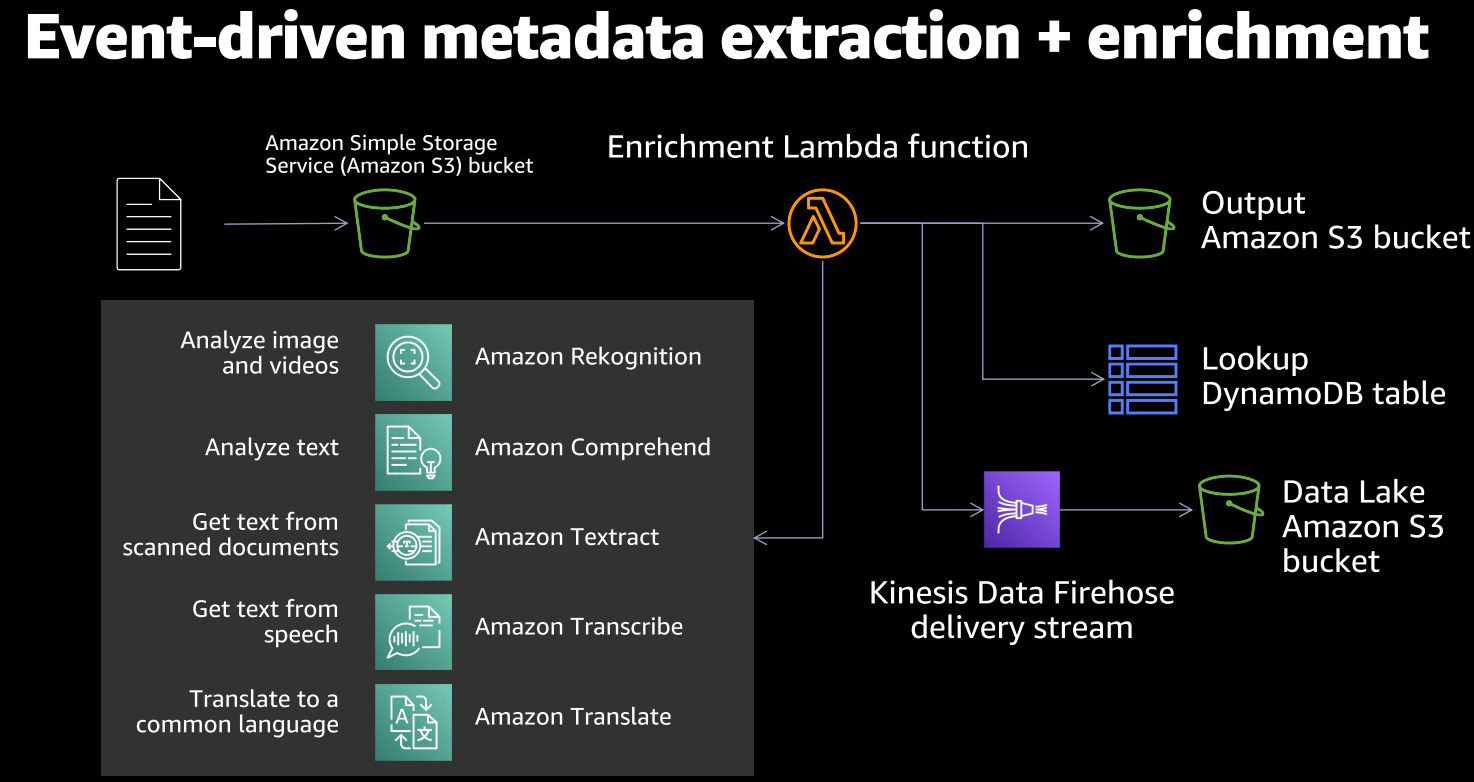 Event-driven metadata extraction + enrichment
Amazon Simple Storage
Service (Amazon S3) bucket
Enrichment Lambda function
Output
Amazon S3 bucket
Analyze image
and videos
Amazon Rekognition
Lookup
DynamoDB table
Analyze text
Amazon Comprehend
Get text from
scanned documents
Amazon Textract
Data Lake
Amazon S3
bucket
Kinesis Data Firehose
delivery stream
Get text from
speech
Amazon Transcribe
Translate to a
common language
A
文
Amazon Translate